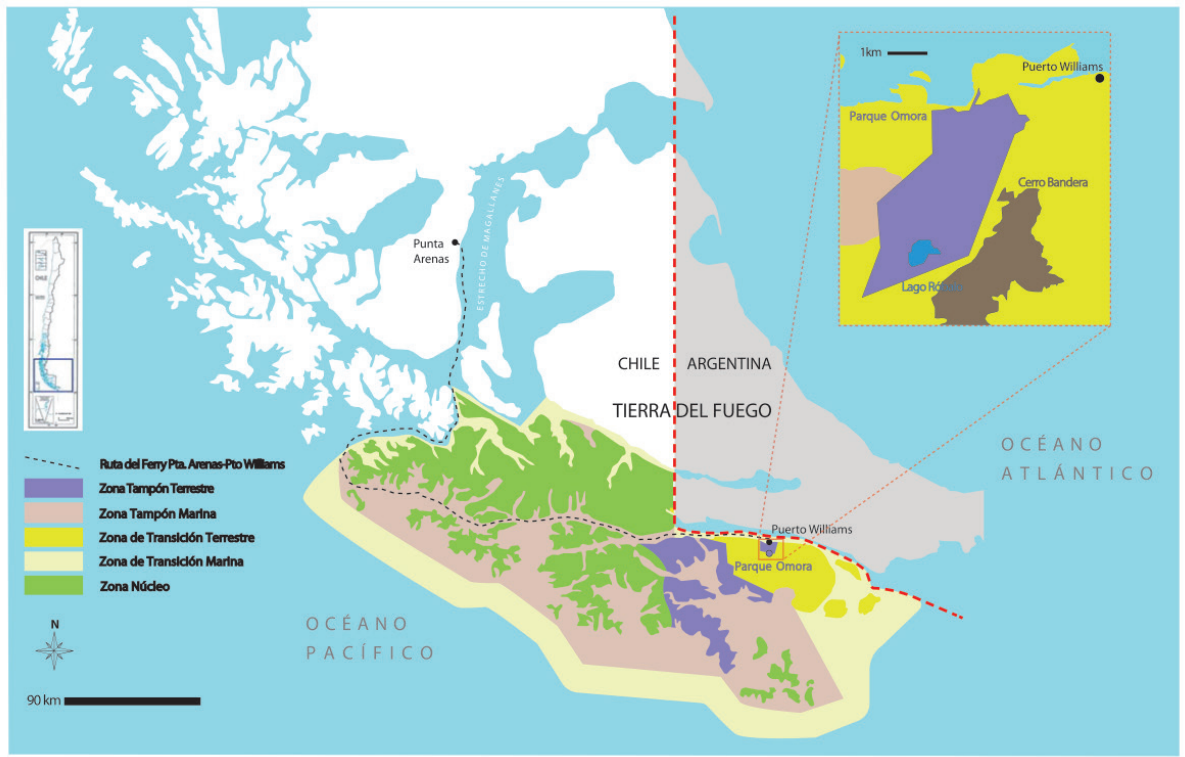 1km
Puerto Williams
Parque Omora
Cerro Bandera
Lago
Punta
Arenas
ESTRECHO DE MAGALLANES
CHILE
CHILE
ARGENTINA
TIERRA DEL FUEGO
OCÉANO
ATLÁNTICO
Puerto Williams
Parque Omora
Ruta del Ferry Pta. Arenas-Pto Williams
Zona Tampón Terrestre
Zona Tampón Marina
Zona de Transición Terrestre
Zona de Transición Marina
Zona Núcleo
OCÉANO
PACÍFICO
N
90 km